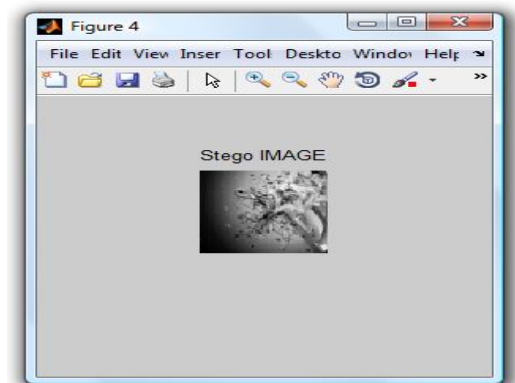 Figure 4
File Edit View Inser Tool Deskto Windo Help
Stego IMAGE